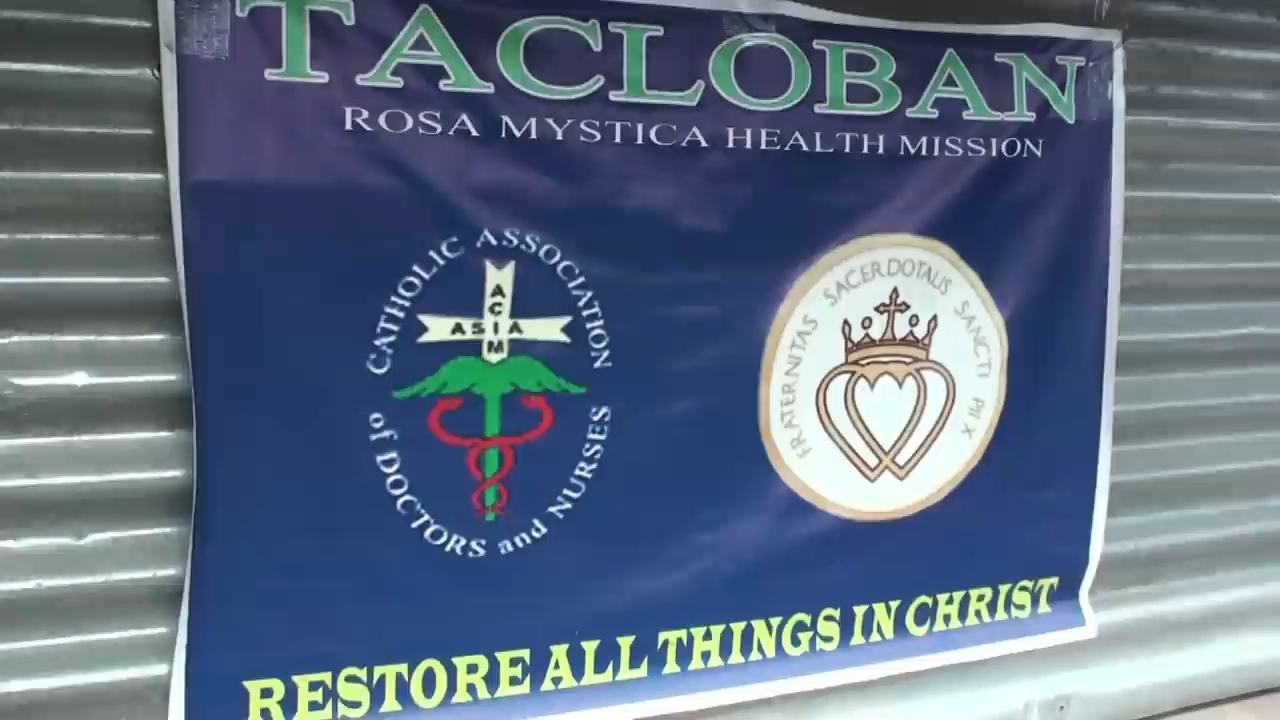 TACLOBAN
ROSA MYSTICA HEALTH MISSION
CATHOLIC ASSOCIATION
of DOCTORS and NURSES
ACIM
ASIA
FRATERNITAS SACERDOTALIS SANCTI PII X
RESTORE ALL THINGS IN CHRIST